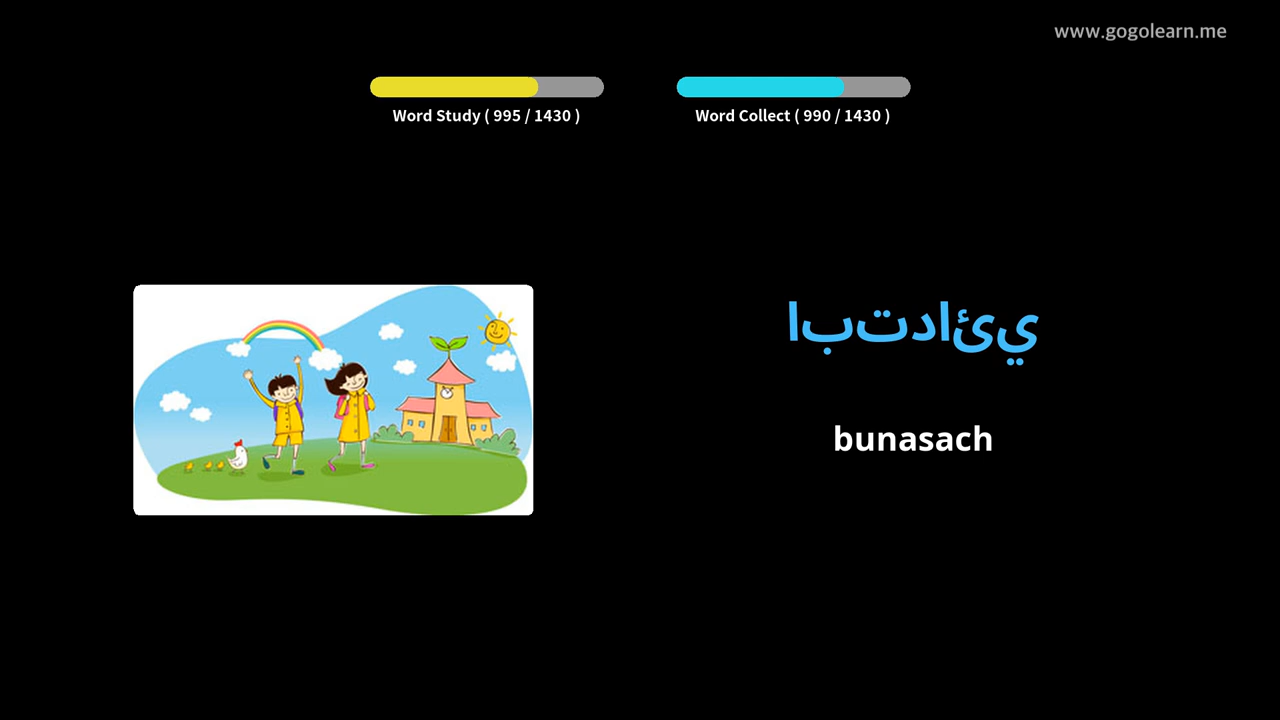 www.gogolearn.me
Word Study ( 995 / 1430 )
Word Collect ( 990 / 1430 )
ابتدائي
bunasach